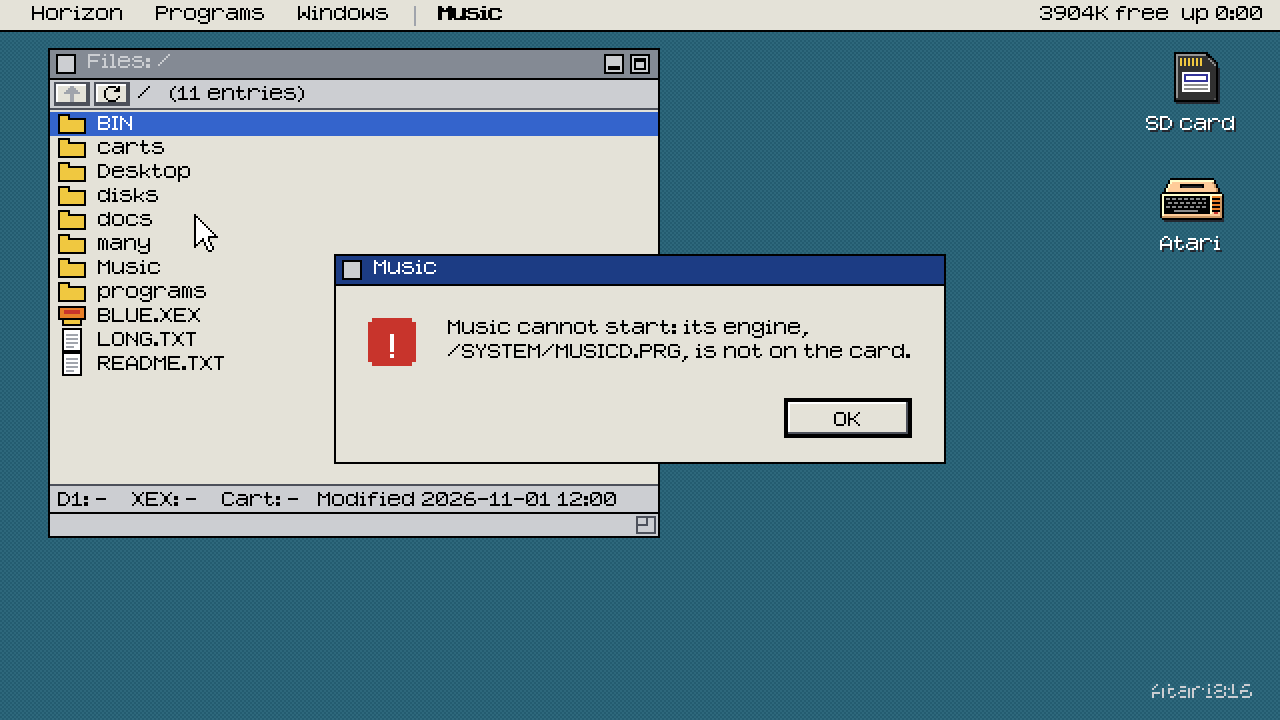 Horizon Programs Windows | Music 3904K free up 0:00
Files: /
/ (11 entries)
BIN
carts
Desktop
disks
docs
many
Music
programs
BLUE.XEX
LONG.TXT
README.TXT
D1: - XEX: - Cart: - Modified 2026-11-01 12:00
Music
!
Music cannot start: its engine,
/SYSTEM/MUSICD.PRG, is not on the card.
OK
SD card
Atari
Atari816